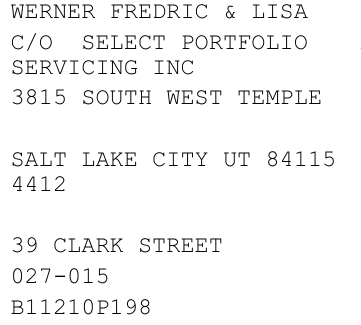 WERNER FREDRIC & LISA
C/O SELECT PORTFOLIO
SERVICING INC
3815 SOUTH WEST TEMPLE
SALT LAKE CITY UT 84115
4412
39 CLARK STREET
027-015
B11210P198